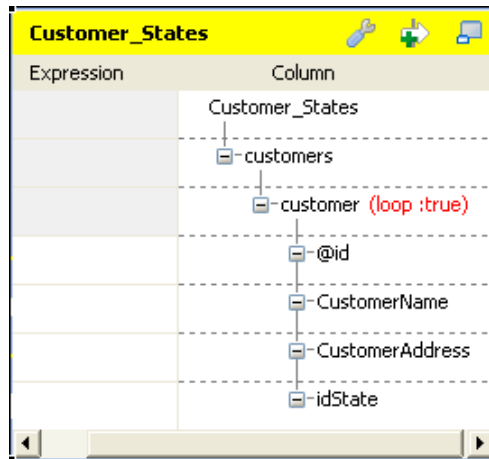 Customer_States
Expression Column
Customer_States
customers
customer (loop :true)
@id
CustomerName
CustomerAddress
idState